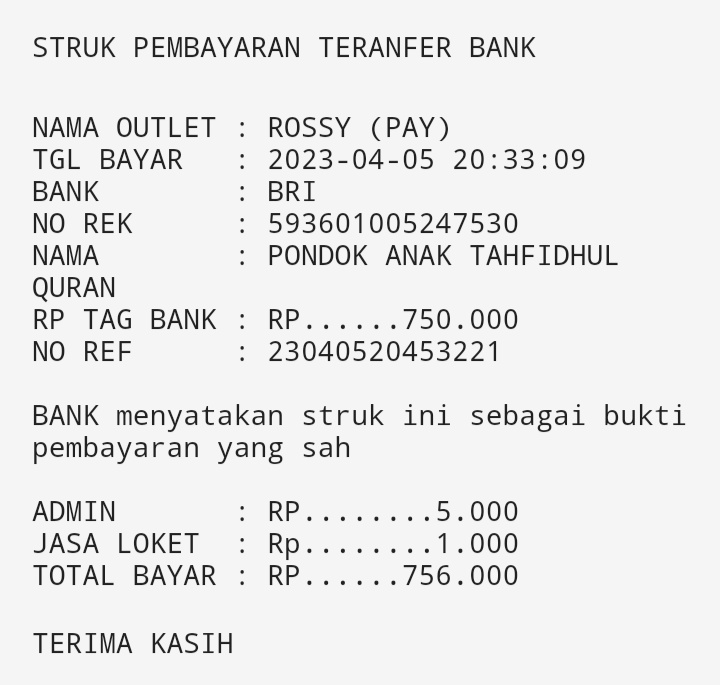 STRUK PEMBAYARAN TERANFER BANK
NAMA OUTLET : ROSSY (PAY)
TGL BAYAR : 2023-04-05 20:33:09
BANK : BRI
NO REK : 593601005247530
NAMA : PONDOK ANAK TAHFIDHUL
QURAN
RP TAG BANK : RP......750.000
NO REF : 23040520453221
BANK menyatakan struk ini sebagai bukti
pembayaran yang sah
ADMIN : RP........5.000
JASA LOKET : Rp........1.000
TOTAL BAYAR : RP......756.000
TERIMA KASIH